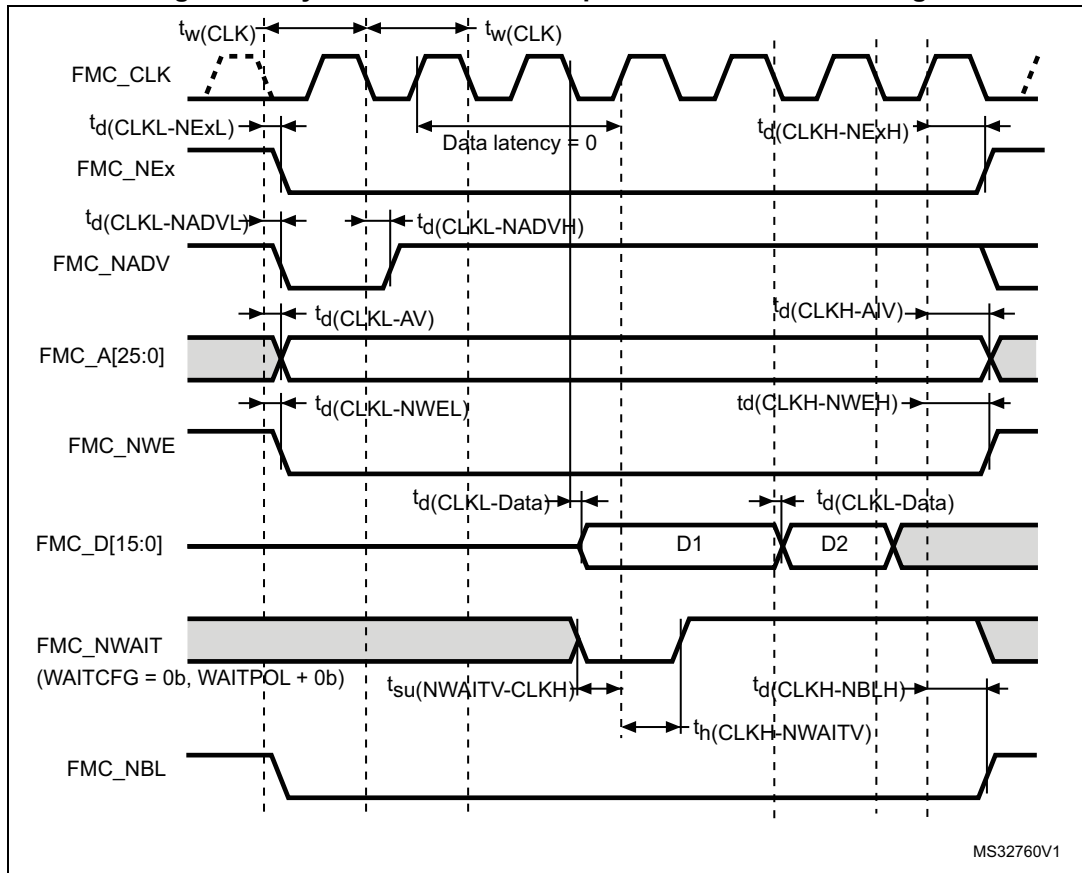 tw(CLK) tw(CLK)
FMC_CLK
td(CLKL-NExL) Data latency = 0 td(CLKH-NExH)
FMC_NEx
td(CLKL-NADVL) td(CLKL-NADVH)
FMC_NADV
td(CLKL-AV) td(CLKH-AIV)
FMC_A[25:0]
td(CLKL-NWEL) td(CLKH-NWEH)
FMC_NWE
td(CLKL-Data) td(CLKL-Data)
FMC_D[15:0] D1 D2
FMC_NWAIT
(WAITCFG = 0b, WAITPOL + 0b)
tsu(NWAITV-CLKH) td(CLKH-NBLH)
th(CLKH-NWAITV)
FMC_NBL
MS32760V1